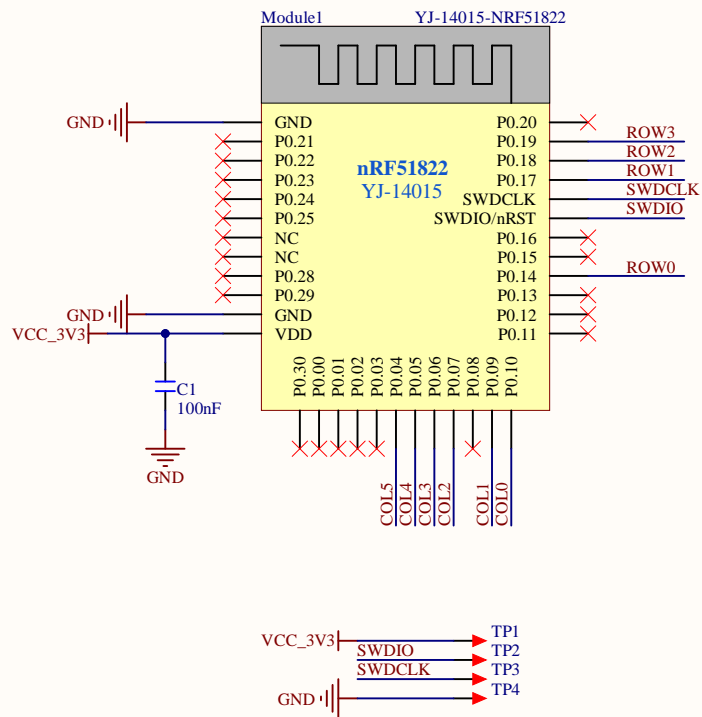 Module1 YJ-14015-NRF51822
GND GND P0.20
P0.21 P0.19 ROW3
P0.22 P0.18 ROW2
P0.23 nRF51822 P0.17 ROW1
P0.24 YJ-14015 SWDCLK SWDCLK
P0.25 SWDIO/nRST SWDIO
NC P0.16
NC P0.15
P0.28 P0.14 ROW0
P0.29 P0.13
GND GND P0.12
VCC_3V3 VDD P0.11
P0.30 P0.00 P0.01 P0.02 P0.03 P0.04 P0.05 P0.06 P0.07 P0.08 P0.09 P0.10
C1
100nF
GND
COL5 COL4 COL3 COL2 COL1 COL0
VCC_3V3 TP1
SWDIO TP2
SWDCLK TP3
GND TP4